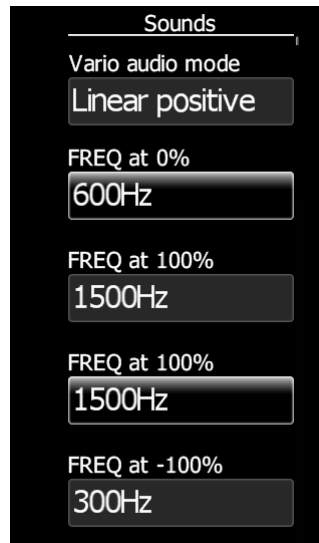 Sounds
Vario audio mode
Linear positive
FREQ at 0%
600Hz
FREQ at 100%
1500Hz
FREQ at 100%
1500Hz
FREQ at -100%
300Hz